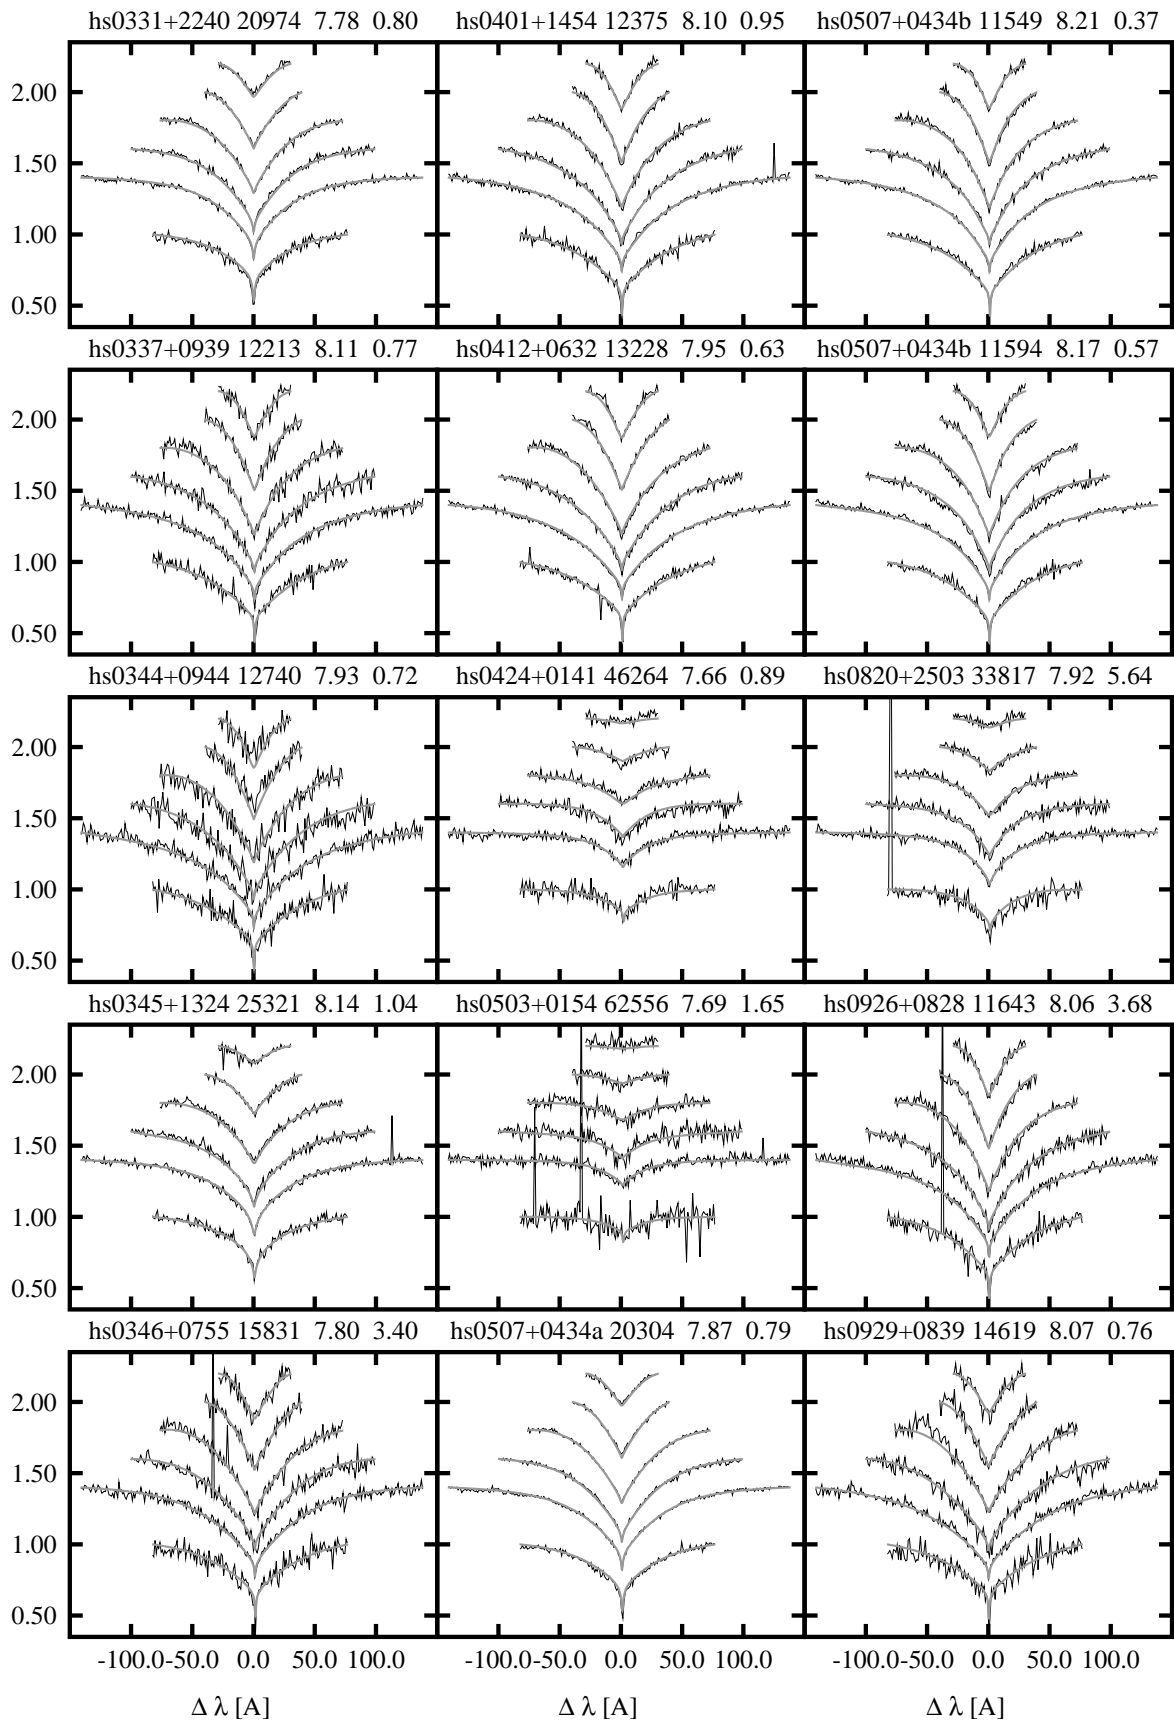 hs0331+2240 20974 7.78 0.80
hs0401+1454 12375 8.10 0.95
hs0507+0434b 11549 8.21 0.37
2.00
1.50
1.00
0.50
hs0337+0939 12213 8.11 0.77
hs0412+0632 13228 7.95 0.63
hs0507+0434b 11594 8.17 0.57
2.00
1.50
1.00
0.50
hs0344+0944 12740 7.93 0.72
hs0424+0141 46264 7.66 0.89
hs0820+2503 33817 7.92 5.64
2.00
1.50
1.00
0.50
hs0345+1324 25321 8.14 1.04
hs0503+0154 62556 7.69 1.65
hs0926+0828 11643 8.06 3.68
2.00
1.50
1.00
0.50
hs0346+0755 15831 7.80 3.40
hs0507+0434a 20304 7.87 0.79
hs0929+0839 14619 8.07 0.76
2.00
1.50
1.00
0.50
-100.0-50.0 0.0 50.0 100.0
-100.0-50.0 0.0 50.0 100.0
-100.0-50.0 0.0 50.0 100.0
Δ λ [A]
Δ λ [A]
Δ λ [A]